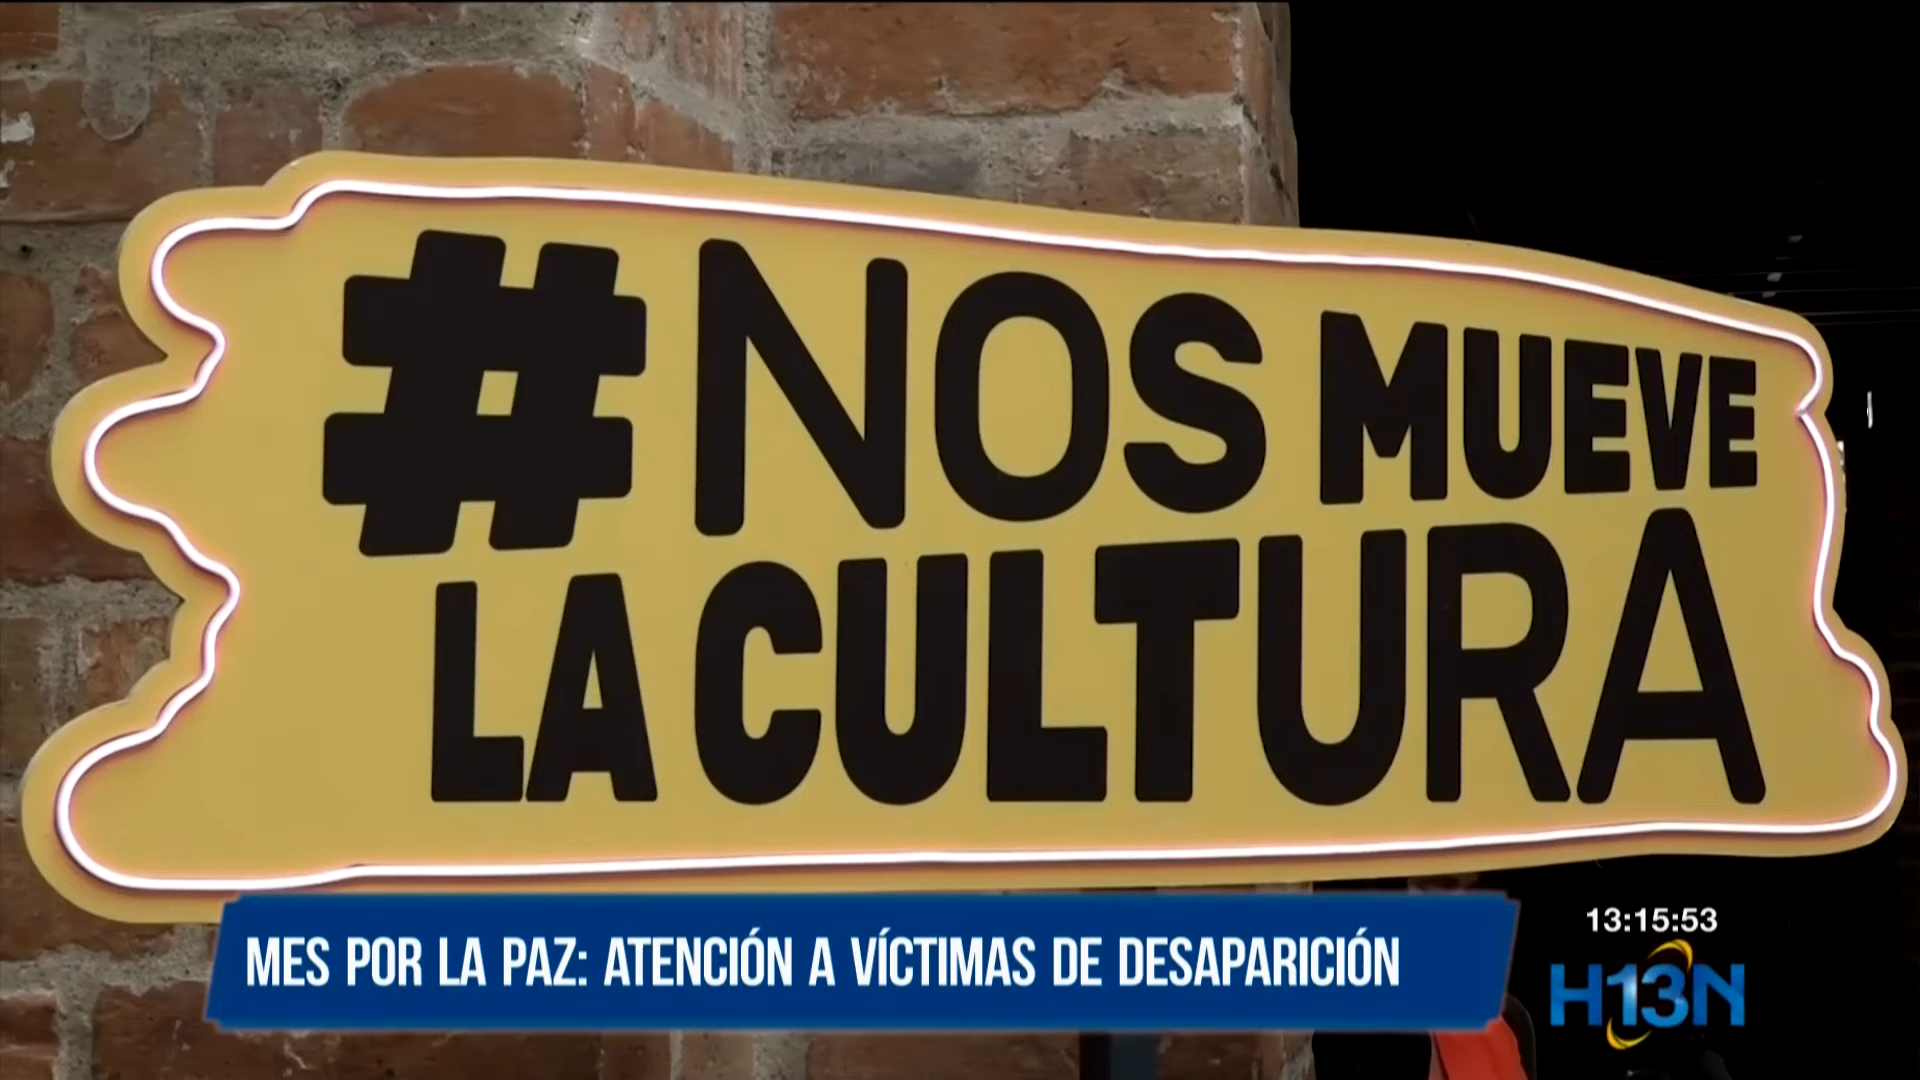 #NOS MUEVE
LA CULTURA
MES POR LA PAZ: ATENCIÓN A VÍCTIMAS DE DESAPARICIÓN
13:15:53
H13N